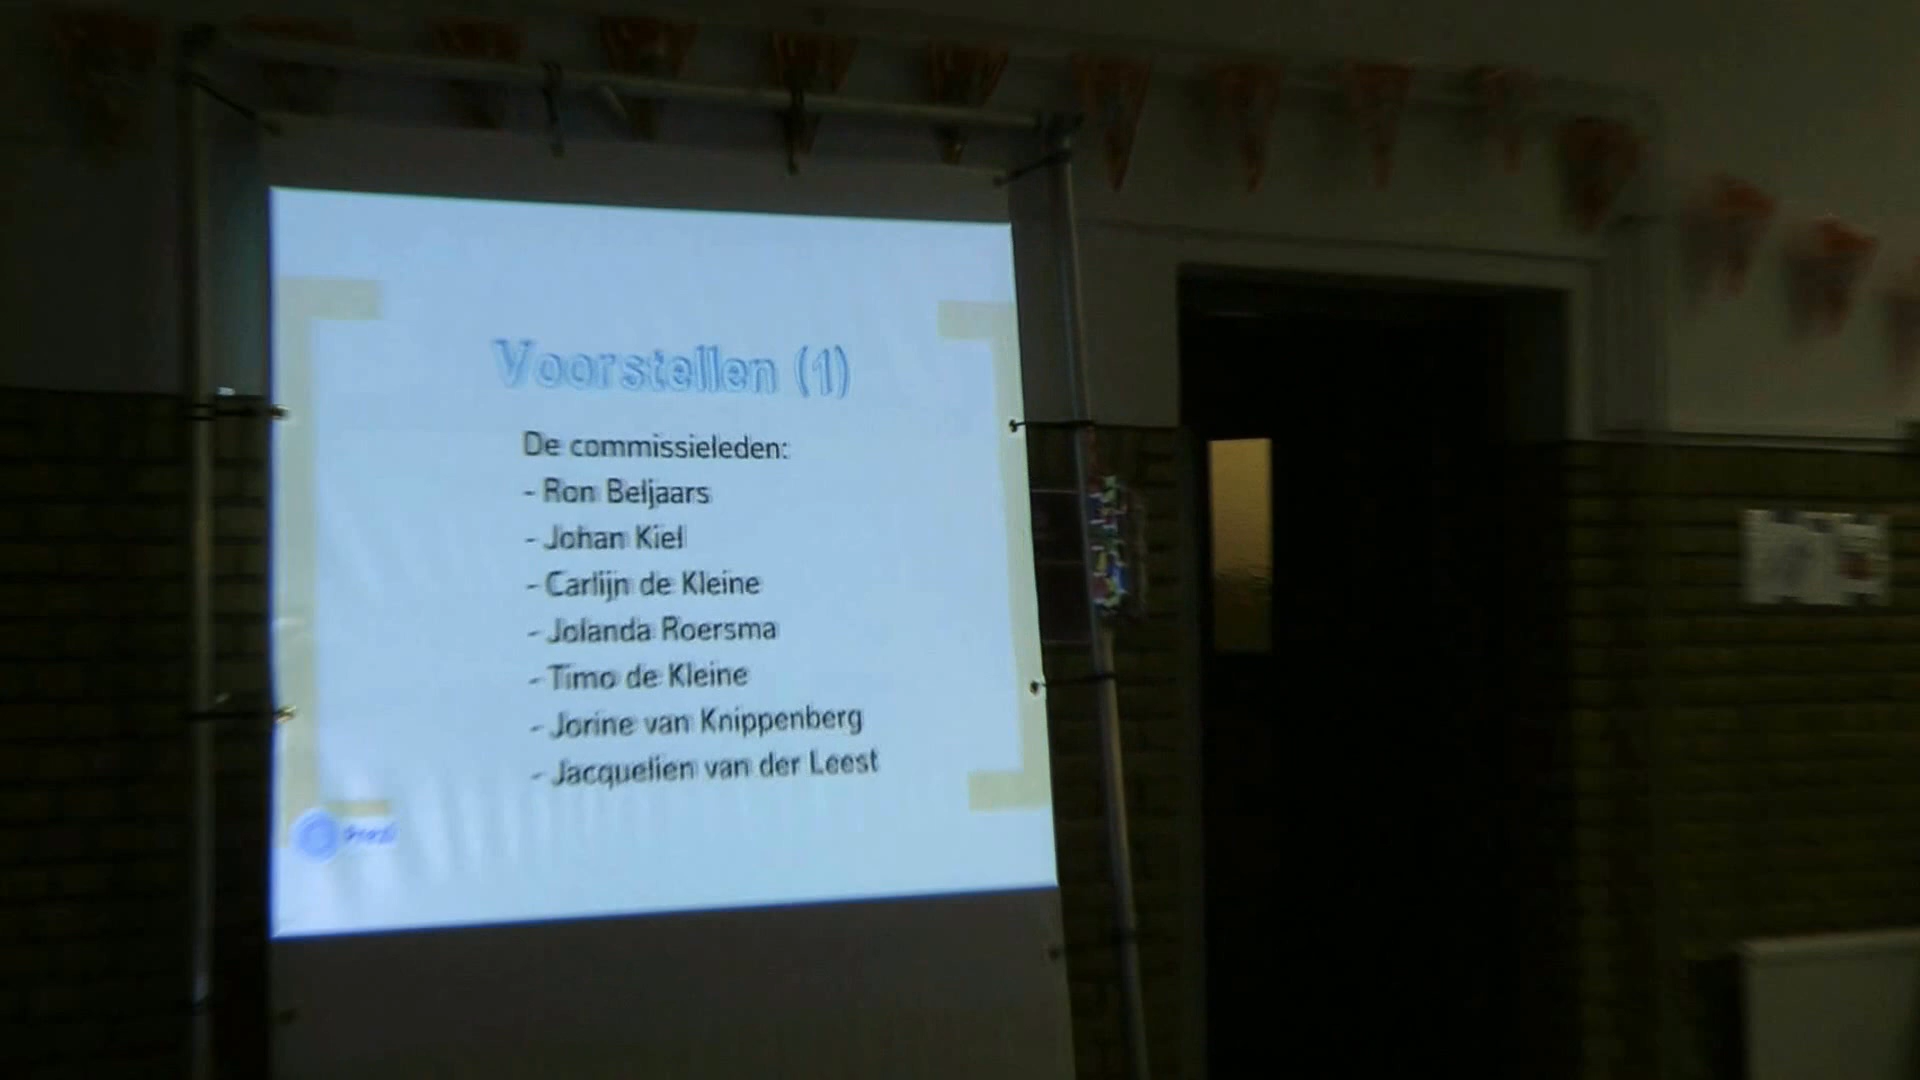 Voorstellen (1)
De commissieleden:
- Ron Beljaars
- Johan Kiel
- Carlijn de Kleine
- Jolanda Roersma
- Timo de Kleine
- Jorine van Knippenberg
- Jacquelien van der Leest
Prezi